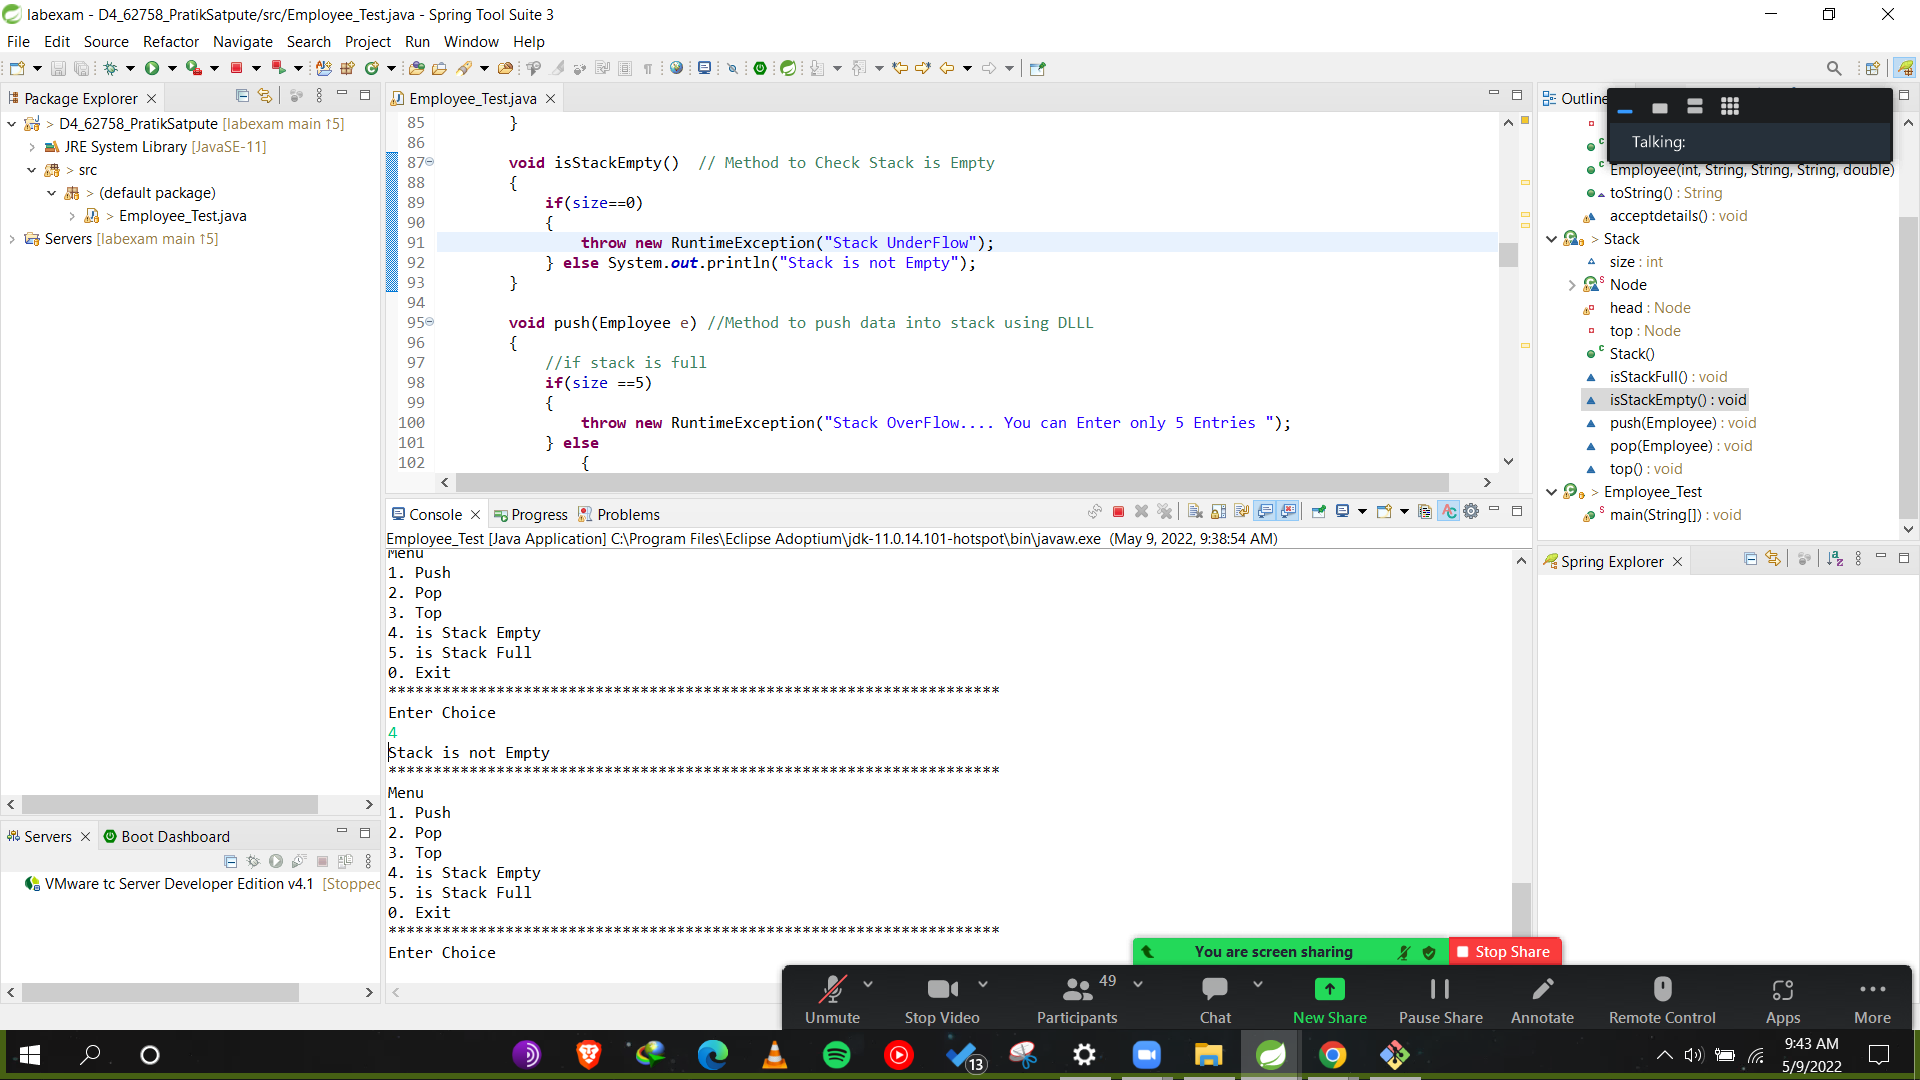 labexam - D4_62758_PratikSatpute/src/Employee_Test.java - Spring Tool Suite 3
File Edit Source Refactor Navigate Search Project Run Window Help
Package Explorer
> D4_62758_PratikSatpute [labexam main ↑5]
JRE System Library [JavaSE-11]
> src
> (default package)
> Employee_Test.java
Servers [labexam main ↑5]
Employee_Test.java
85 }
86
87 void isStackEmpty() // Method to Check Stack is Empty
88 {
89 if(size==0)
90 {
91 throw new RuntimeException("Stack UnderFlow");
92 } else System.out.println("Stack is not Empty");
93 }
94
95 void push(Employee e) //Method to push data into stack using DLLL
96 {
97 //if stack is full
98 if(size ==5)
99 {
100 throw new RuntimeException("Stack OverFlow.... You can Enter only 5 Entries ");
101 } else
102 {
Outline
Talking:
Employee(int, String, String, String, double)
toString() : String
acceptdetails() : void
> Stack
size : int
Node
head : Node
top : Node
Stack()
isStackFull() : void
isStackEmpty() : void
push(Employee) : void
pop(Employee) : void
top() : void
> Employee_Test
main(String[]) : void
Console Progress Problems
Employee_Test [Java Application] C:\Program Files\Eclipse Adoptium\jdk-11.0.14.101-hotspot\bin\javaw.exe (May 9, 2022, 9:38:54 AM)
Menu
1. Push
2. Pop
3. Top
4. is Stack Empty
5. is Stack Full
0. Exit
********************************************************************
Enter Choice
4
Stack is not Empty
********************************************************************
Menu
1. Push
2. Pop
3. Top
4. is Stack Empty
5. is Stack Full
0. Exit
********************************************************************
Enter Choice
Spring Explorer
Servers Boot Dashboard
VMware tc Server Developer Edition v4.1 [Stopped
You are screen sharing Stop Share
49
Unmute Stop Video Participants Chat New Share Pause Share Annotate Remote Control Apps More
13
9:43 AM
5/9/2022